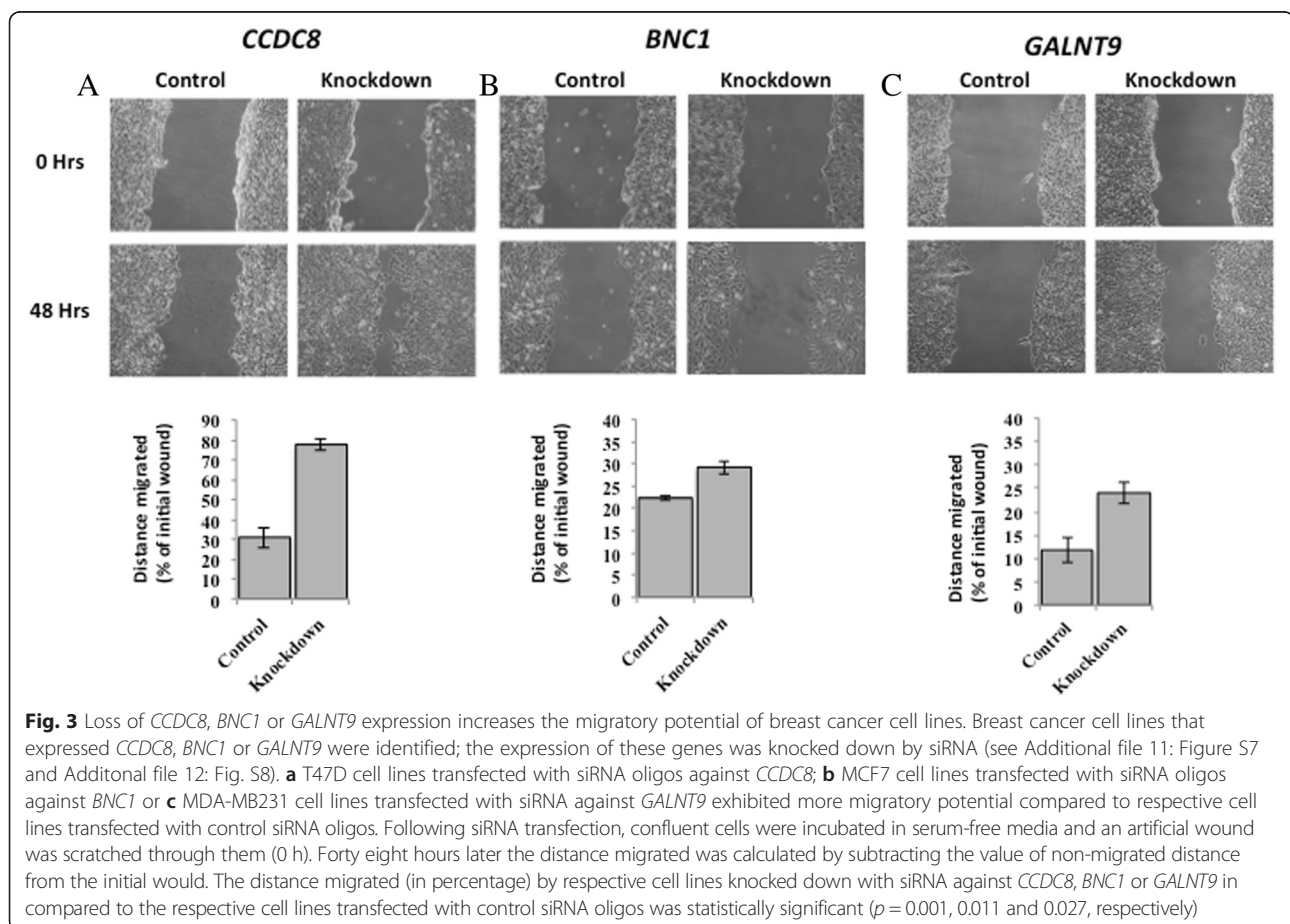 CCDC8 BNC1 GALNT9
A Control Knockdown B Control Knockdown C Control Knockdown
0 Hrs
48 Hrs
Distance migrated
(% of initial wound)
90
80
70
60
50
40
30
20
10
0
Control
Knockdown
Distance migrated
(% of initial wound)
40
35
30
25
20
15
10
5
0
Control
Knockdown
Distance migrated
(% of initial wound)
40
35
30
25
20
15
10
5
0
Control
Knockdown
Fig. 3 Loss of CCDC8, BNC1 or GALNT9 expression increases the migratory potential of breast cancer cell lines. Breast cancer cell lines that
expressed CCDC8, BNC1 or GALNT9 were identified; the expression of these genes was knocked down by siRNA (see Additional file 11: Figure S7
and Additonal file 12: Fig. S8). a T47D cell lines transfected with siRNA oligos against CCDC8; b MCF7 cell lines transfected with siRNA oligos
against BNC1 or c MDA-MB231 cell lines transfected with siRNA against GALNT9 exhibited more migratory potential compared to respective cell
lines transfected with control siRNA oligos. Following siRNA transfection, confluent cells were incubated in serum-free media and an artificial wound
was scratched through them (0 h). Forty eight hours later the distance migrated was calculated by subtracting the value of non-migrated distance
from the initial would. The distance migrated (in percentage) by respective cell lines knocked down with siRNA against CCDC8, BNC1 or GALNT9 in
compared to the respective cell lines transfected with control siRNA oligos was statistically significant (p = 0.001, 0.011 and 0.027, respectively)